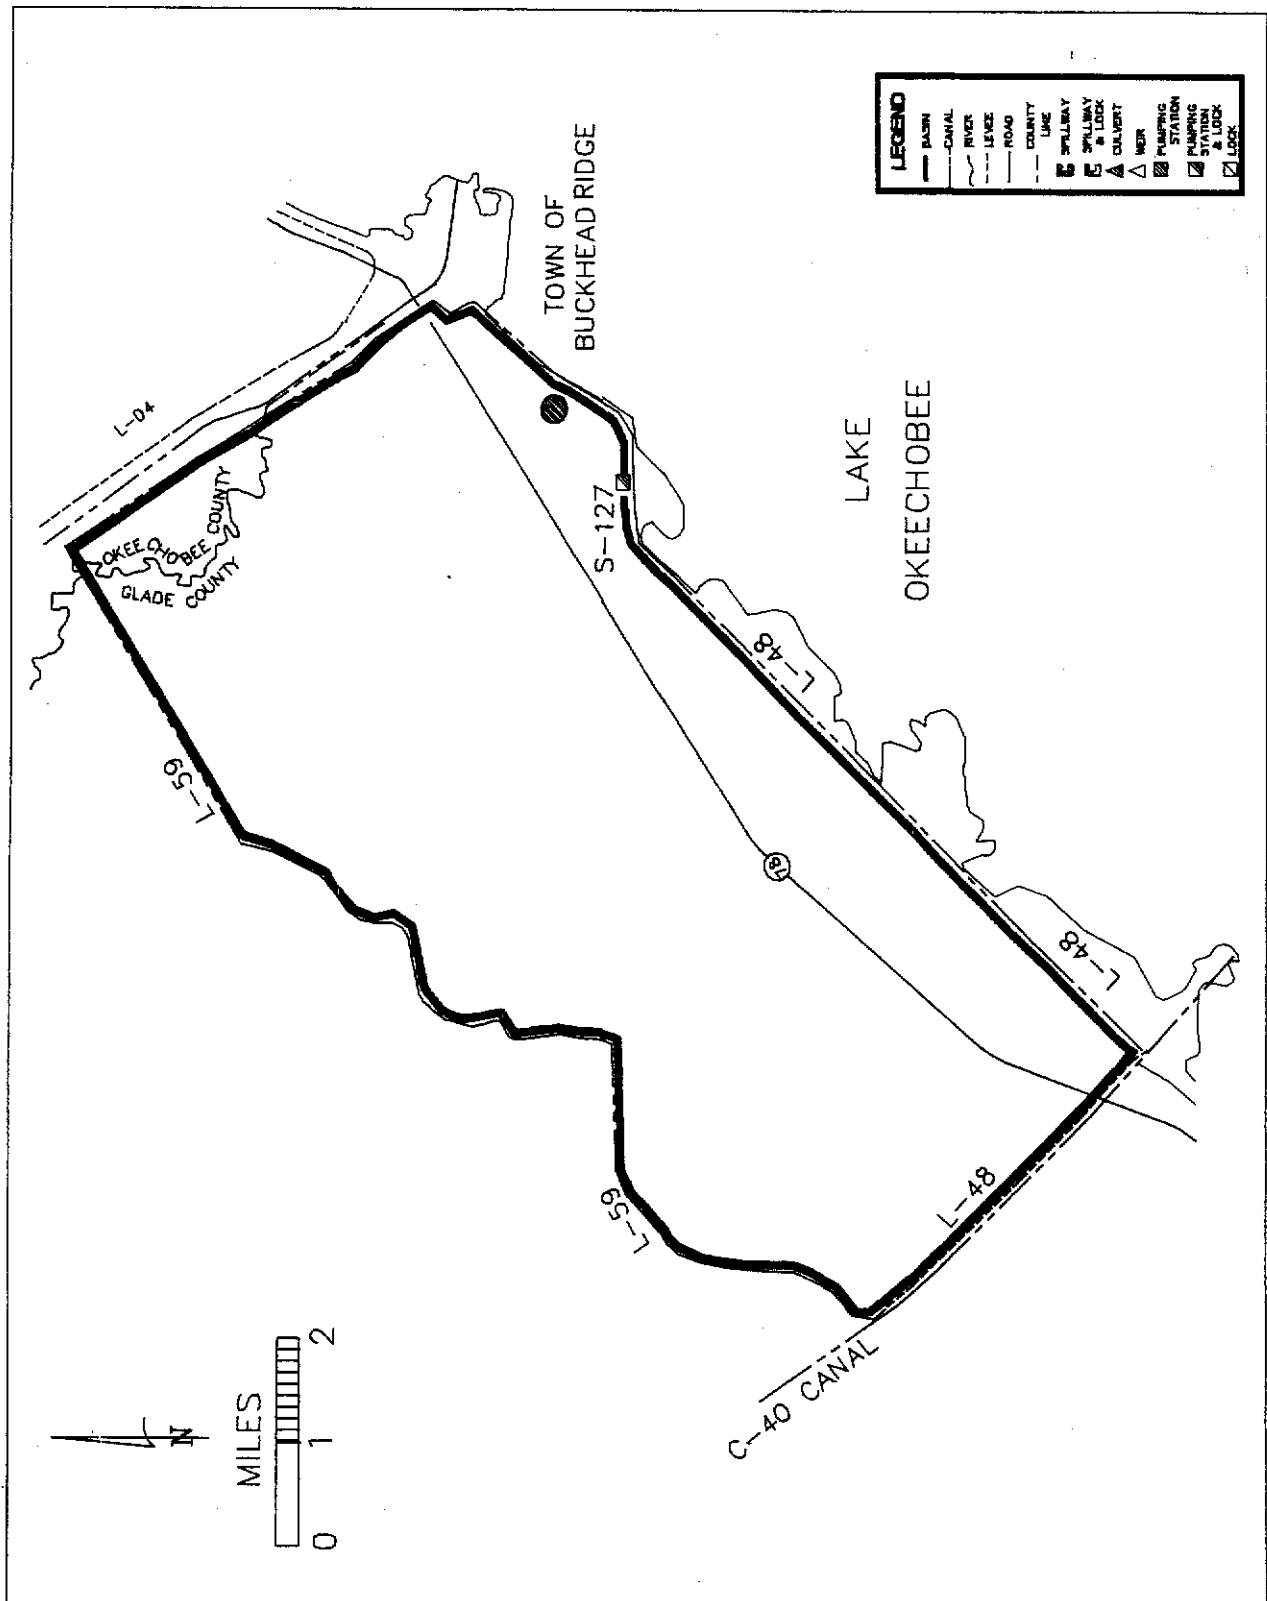 LEGEND
BASIN
CANAL
RIVER
LEVEE
ROAD
COUNTY
LINE
SPILLWAY
SPILLWAY
& LOCK
CULVERT
WEIR
PUMPING
STATION
PUMPING
STATION
& LOCK
LOCK
TOWN OF
BUCKHEAD RIDGE
L-D4
OKEECHOBEE COUNTY
GLADE COUNTY
S-127
LAKE
OKEECHOBEE
L-48
L-59
78
L-48
L-59
L-48
C-40 CANAL
N
MILES
0 1 2